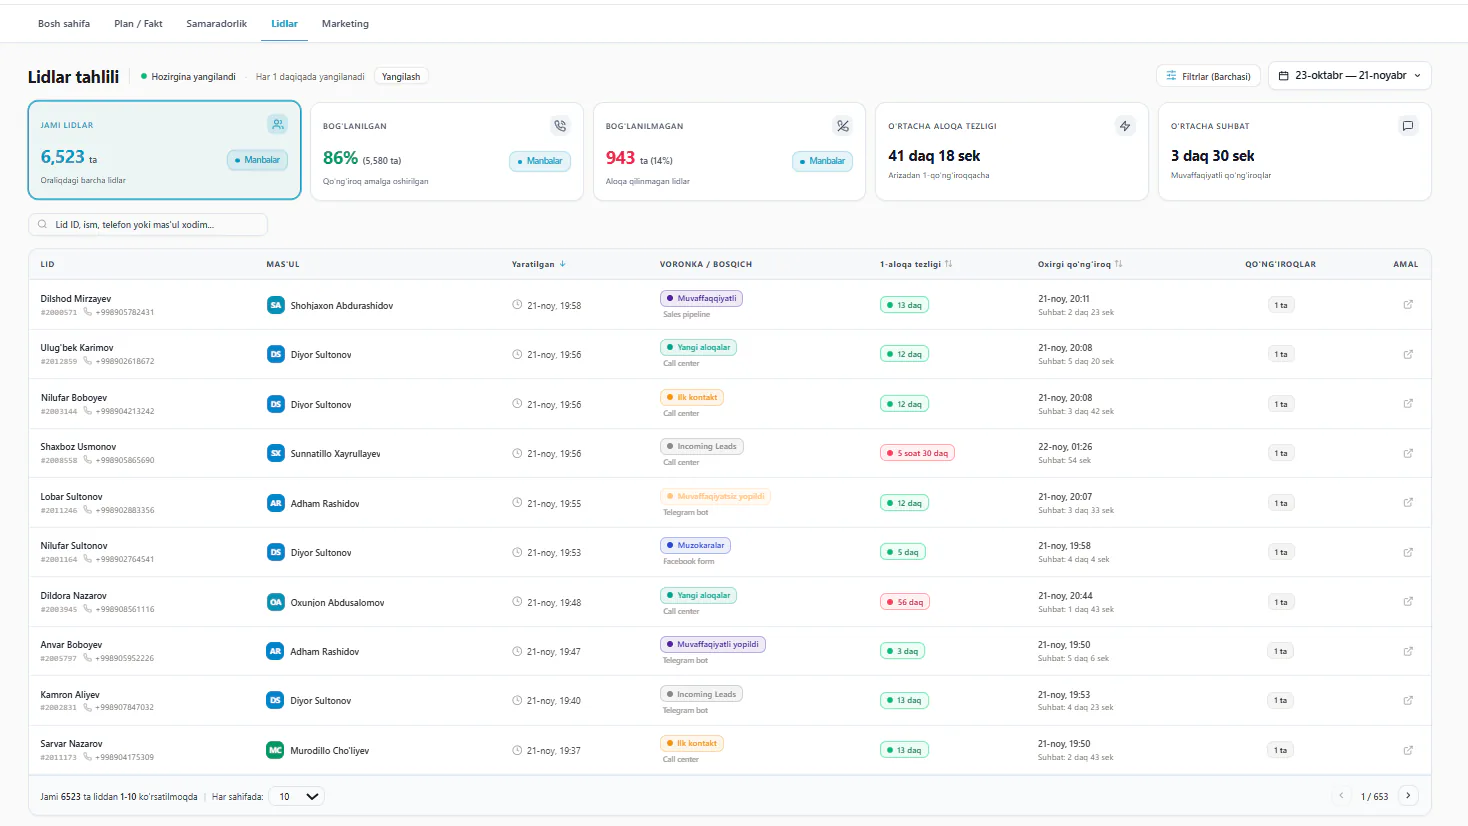 Bosh sahifa Plan / Fakt Samaradorlik Lidlar Marketing
Lidlar tahlili Hozirgina yangilandi · Har 1 daqiqada yangilanadi Yangilash Filtrlar (Barchasi) 23-oktabr — 21-noyabr
JAMI LIDLAR
6,523 ta Manbalar
Oraliqdagi barcha lidlar
BOG'LANILGAN
86% (5,580 ta) Manbalar
Qo'ng'iroq amalga oshirilgan
BOG'LANILMAGAN
943 ta (14%) Manbalar
Aloqa qilinmagan lidlar
O'RTACHA ALOQA TEZLIGI
41 daq 18 sek
Arizadan 1-qo'ng'iroqqacha
O'RTACHA SUHBAT
3 daq 30 sek
Muvaffaqiyatli qo'ng'iroqlar
Lid ID, ism, telefon yoki mas'ul xodim...
LID MAS'UL Yaratilgan ↓ VORONKA / BOSQICH 1-aloqa tezligi ↑↓ Oxirgi qo'ng'iroq ↑↓ QO'NG'IROQLAR AMAL
Dilshod Mirzayev
#2000571 +998905782431
SA Shohjaxon Abdurashidov 21-noy, 19:58
Muvaffaqqiyatli
Sales pipeline
13 daq
21-noy, 20:11
Suhbat: 2 daq 23 sek
1 ta
Ulug'bek Karimov
#2012859 +998902618672
DS Diyor Sultonov 21-noy, 19:56
Yangi aloqalar
Call center
12 daq
21-noy, 20:08
Suhbat: 5 daq 20 sek
1 ta
Nilufar Boboyev
#2003144 +998904213242
DS Diyor Sultonov 21-noy, 19:56
Ilk kontakt
Call center
12 daq
21-noy, 20:08
Suhbat: 3 daq 42 sek
1 ta
Shaxboz Usmonov
#2008558 +998905865690
SX Sunnatillo Xayrullayev 21-noy, 19:56
Incoming Leads
Call center
5 soat 30 daq
22-noy, 01:26
Suhbat: 54 sek
1 ta
Lobar Sultonov
#2011246 +998902883356
AR Adham Rashidov 21-noy, 19:55
Muvaffaqiyatsiz yopildi
Telegram bot
12 daq
21-noy, 20:07
Suhbat: 3 daq 33 sek
1 ta
Nilufar Sultonov
#2001164 +998902764541
DS Diyor Sultonov 21-noy, 19:53
Muzokaralar
Facebook form
5 daq
21-noy, 19:58
Suhbat: 4 daq 4 sek
1 ta
Dildora Nazarov
#2003945 +998908561116
OA Oxunjon Abdusalomov 21-noy, 19:48
Yangi aloqalar
Call center
56 daq
21-noy, 20:44
Suhbat: 1 daq 43 sek
1 ta
Anvar Boboyev
#2005797 +998905952226
AR Adham Rashidov 21-noy, 19:47
Muvaffaqiyatli yopildi
Telegram bot
3 daq
21-noy, 19:50
Suhbat: 5 daq 6 sek
1 ta
Kamron Aliyev
#2002831 +998907847032
DS Diyor Sultonov 21-noy, 19:40
Incoming Leads
Telegram bot
13 daq
21-noy, 19:53
Suhbat: 4 daq 23 sek
1 ta
Sarvar Nazarov
#2011173 +998904175309
MC Murodillo Cho'liyev 21-noy, 19:37
Ilk kontakt
Call center
13 daq
21-noy, 19:50
Suhbat: 2 daq 43 sek
1 ta
Jami 6523 ta liddan 1-10 ko'rsatilmoqda | Har sahifada: 10 1 / 653